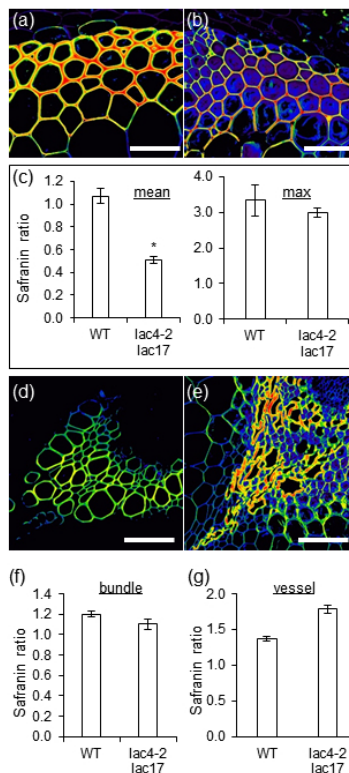 (a)
(b)
(c)
mean
max
Safranin ratio
1.2
1.0
0.8
0.6
0.4
0.2
0.0
*
WT
lac4-2
lac17
4.0
3.0
2.0
1.0
0.0
WT
lac4-2
lac17
(d)
(e)
(f)
bundle
Safranin ratio
1.4
1.2
1.0
0.8
0.6
0.4
0.2
0.0
WT
lac4-2
lac17
(g)
vessel
Safranin ratio
2.0
1.5
1.0
0.5
0.0
WT
lac4-2
lac17